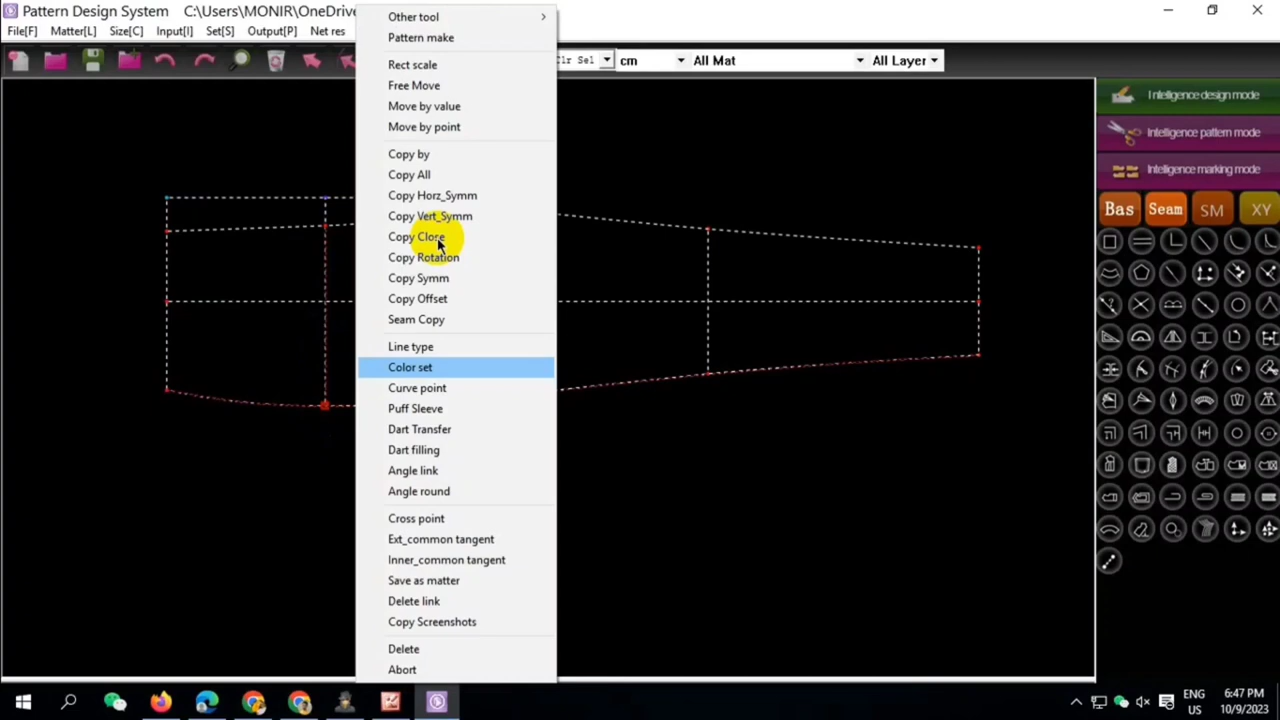 Pattern Design System C:\Users\MONIR\OneDrive
File[F] Matter[L] Size[C] Input[I] Set[S] Output[P] Net res
Clr Sel cm All Mat All Layer
Other tool
Pattern make
Rect scale
Free Move
Move by value
Move by point
Copy by
Copy All
Copy Horz_Symm
Copy Vert_Symm
Copy Close
Copy Rotation
Copy Symm
Copy Offset
Seam Copy
Line type
Color set
Curve point
Puff Sleeve
Dart Transfer
Dart filling
Angle link
Angle round
Cross point
Ext_common tangent
Inner_common tangent
Save as matter
Delete link
Copy Screenshots
Delete
Abort
Intelligence design mode
Intelligence pattern mode
Intelligence marking mode
Bas Seam SM XY
ENG 6:47 PM
US 10/9/2023